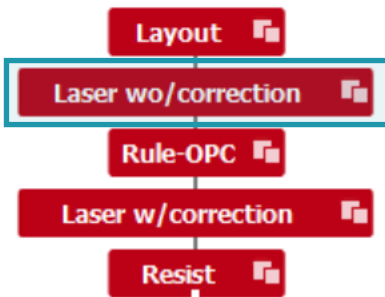 Layout
Laser wo/correction
Rule-OPC
Laser w/correction
Resist